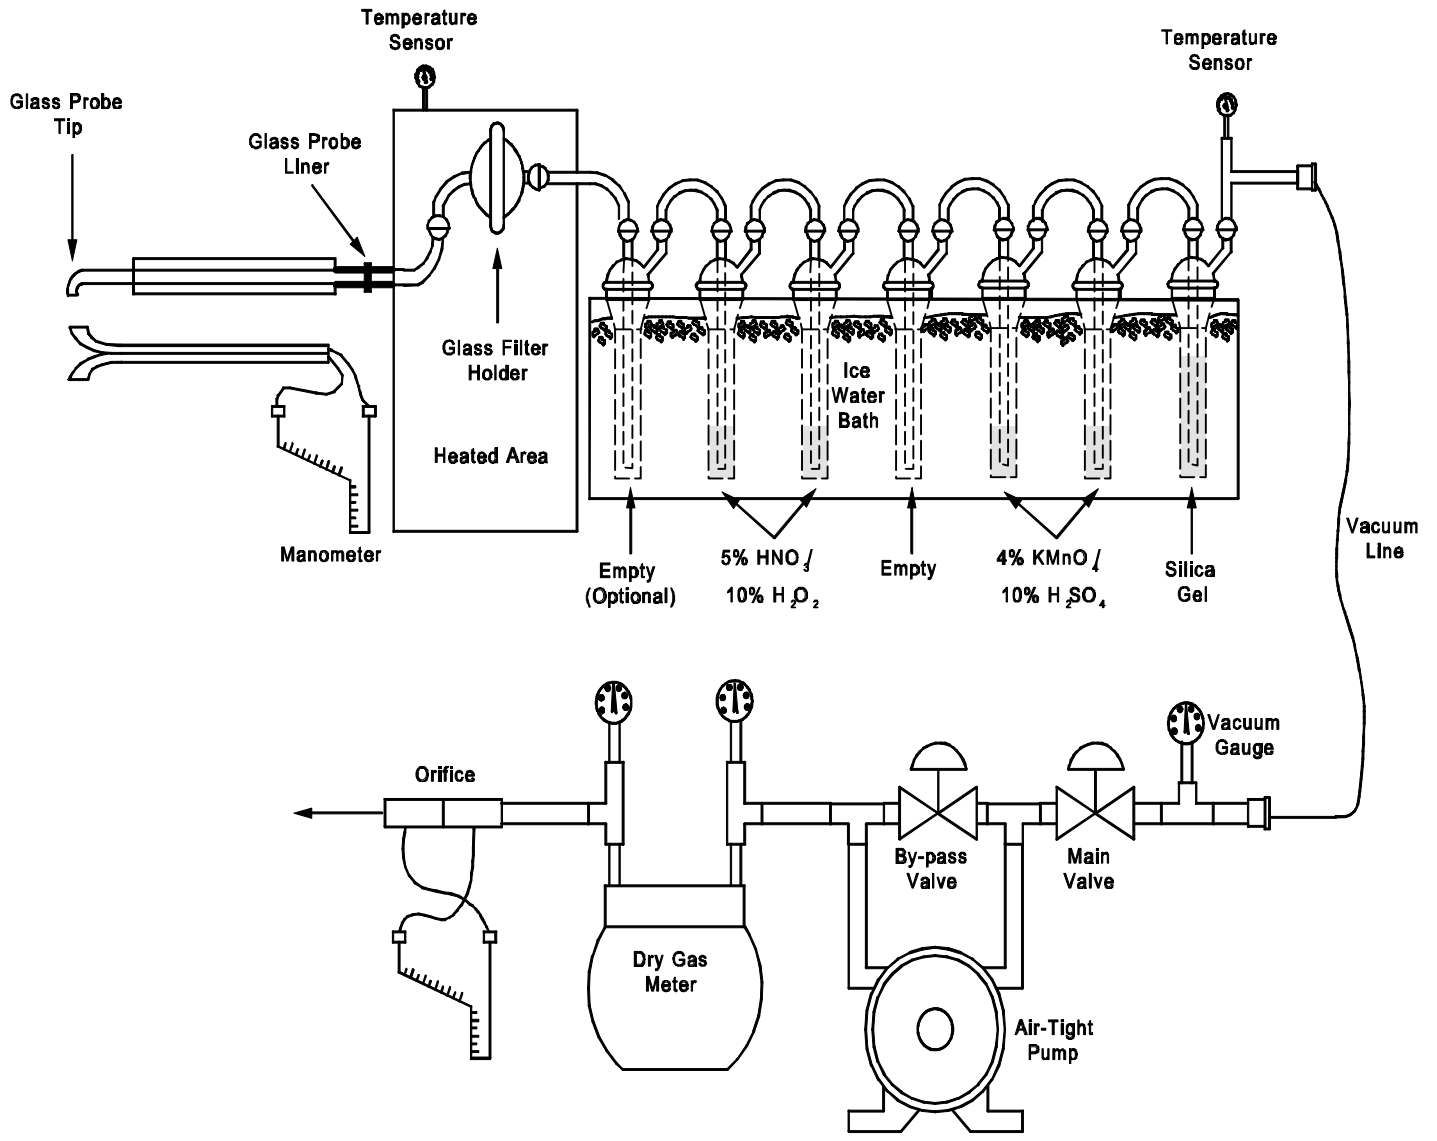 Temperature
Sensor
Temperature
Sensor
Glass Probe
Tip
Glass Probe
Liner
Glass Filter
Holder
Heated Area
Ice
Water
Bath
Manometer
Empty
(Optional)
5% HNO3/
10% H2O2
Empty
4% KMnO4/
10% H2SO4
Silica
Gel
Vacuum
Line
Vacuum
Gauge
Orifice
By-pass
Valve
Main
Valve
Dry Gas
Meter
Air-Tight
Pump